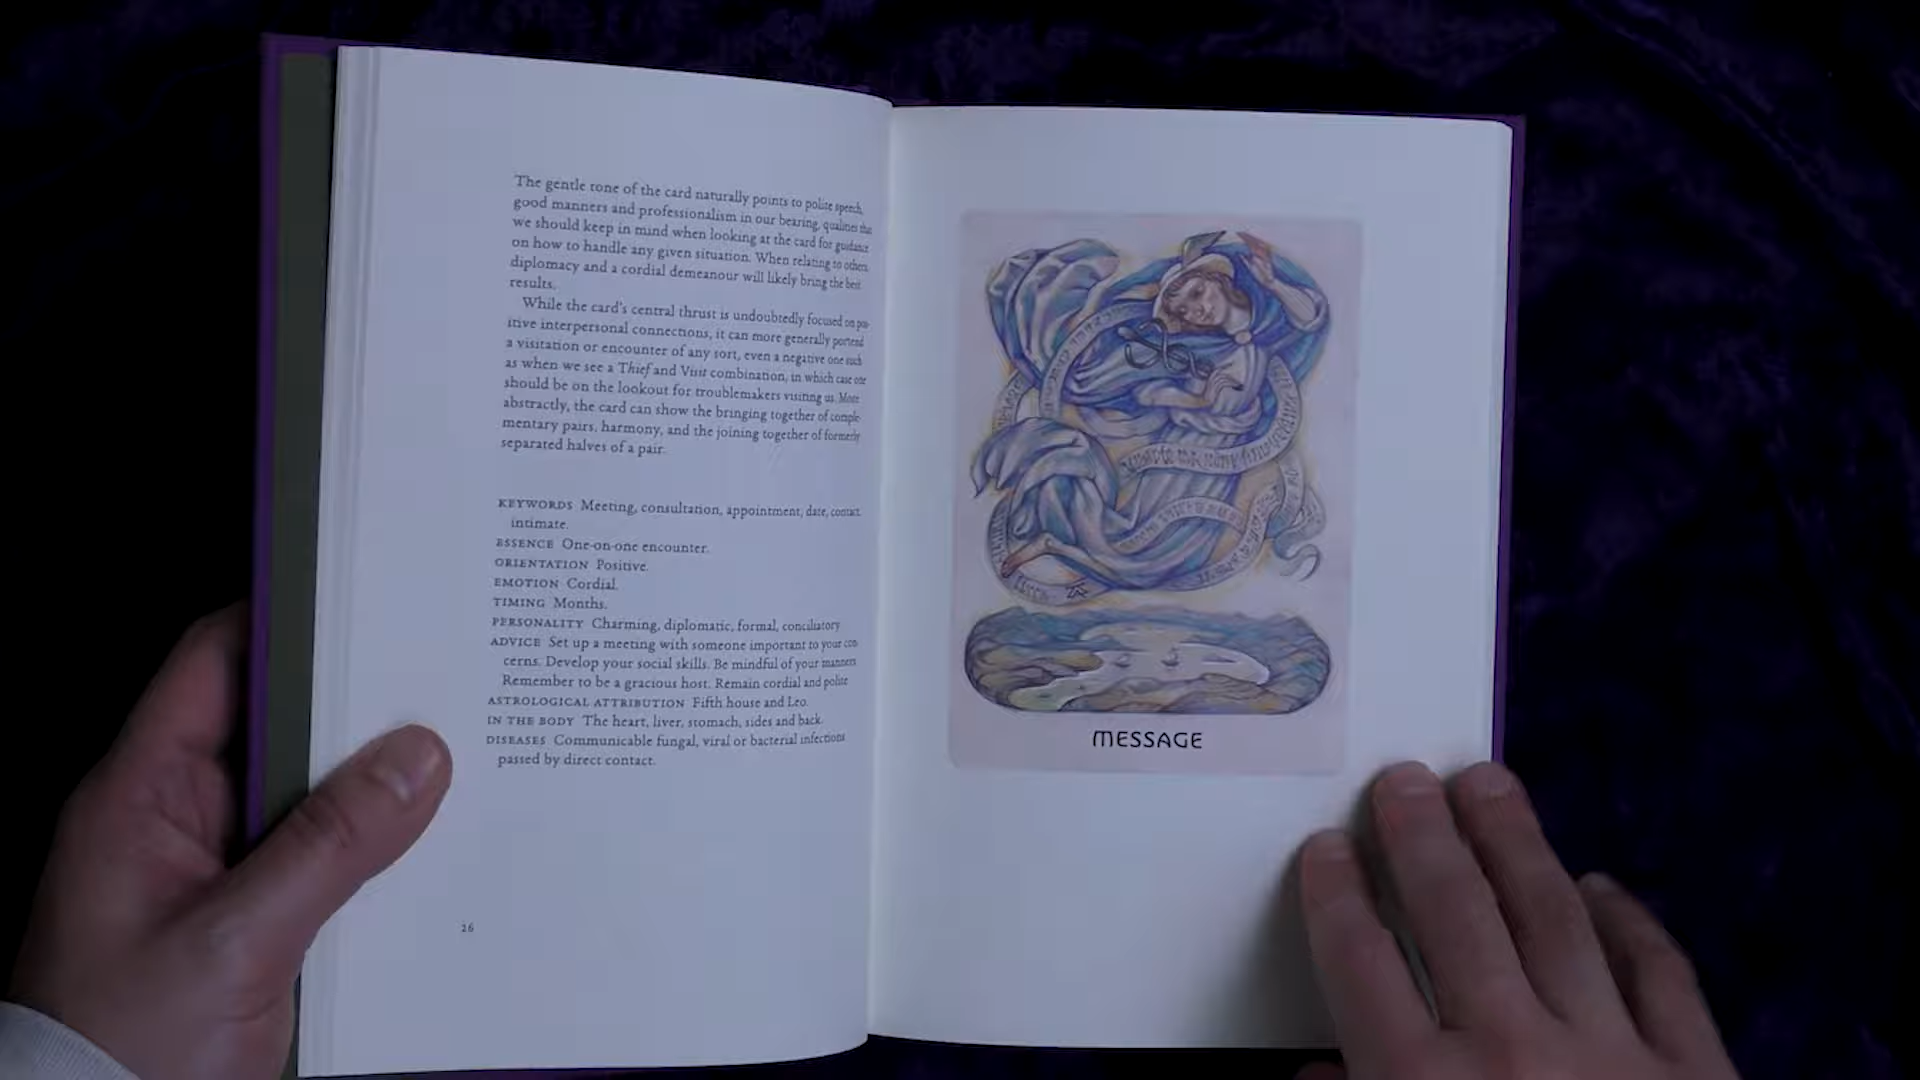 The gentle tone of the card naturally points to polite speech,
good manners and professionalism in our bearing, qualities that
we should keep in mind when looking at the card for guidance
on how to handle any given situation. When relating to others,
diplomacy and a cordial demeanour will likely bring the best
results.
While the card's central thrust is undoubtedly focused on pos-
itive interpersonal connections, it can more generally portend
a visitation or encounter of any sort, even a negative one such
as when we see a Thief and Visit combination, in which case one
should be on the lookout for troublemakers visiting us. More
abstractly, the card can show the bringing together of comple-
mentary pairs, harmony, and the joining together of formerly
separated halves of a pair.
KEYWORDS Meeting, consultation, appointment, date, contact,
intimate.
ESSENCE One-on-one encounter.
ORIENTATION Positive.
EMOTION Cordial.
TIMING Months.
PERSONALITY Charming, diplomatic, formal, conciliatory.
ADVICE Set up a meeting with someone important to your con-
cerns. Develop your social skills. Be mindful of your manners.
Remember to be a gracious host. Remain cordial and polite
ASTROLOGICAL ATTRIBUTION Fifth house and Leo.
IN THE BODY The heart, liver, stomach, sides and back.
DISEASES Communicable fungal, viral or bacterial infections
passed by direct contact.
26
MESSAGE